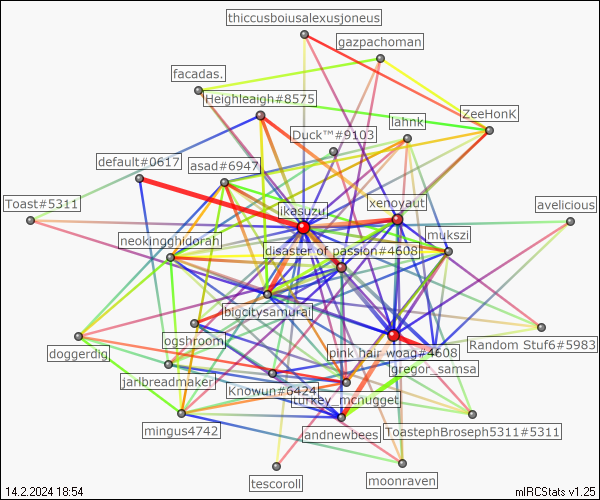 thiccusboiusalexusjoneus
gazpachoman
facadas.
Heighleigh#8575
ZeeHonK
lahnk
Duck™#9103
default#0617
asad#6947
Toast#5311
xenoyaut
avelicious
ikasuzu
mukszi
neokingghidorah
disaster of passion#4608
bigcitysamurai
ogshroom
Random Stuf6#5983
doggerdig
pink hair woag#4608
gregor_samsa
jarlbreadmaker
Knowun#6424
turkey_mcnugget
mingus4742
andnewbees
ToastephBroseph5311#5311
tescoroll
moonraven
14.2.2024 18:54
mIRCStats v1.25